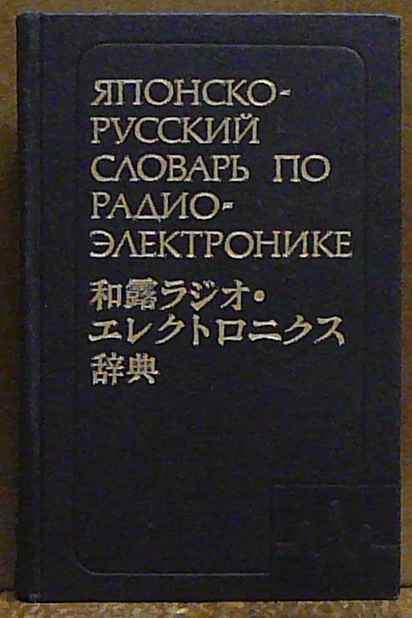 ЯПОНСКО-
РУССКИЙ
СЛОВАРЬ ПО
РАДИО-
ЭЛЕКТРОНИКЕ
和露ラジオ・
エレクトロニクス
辞典